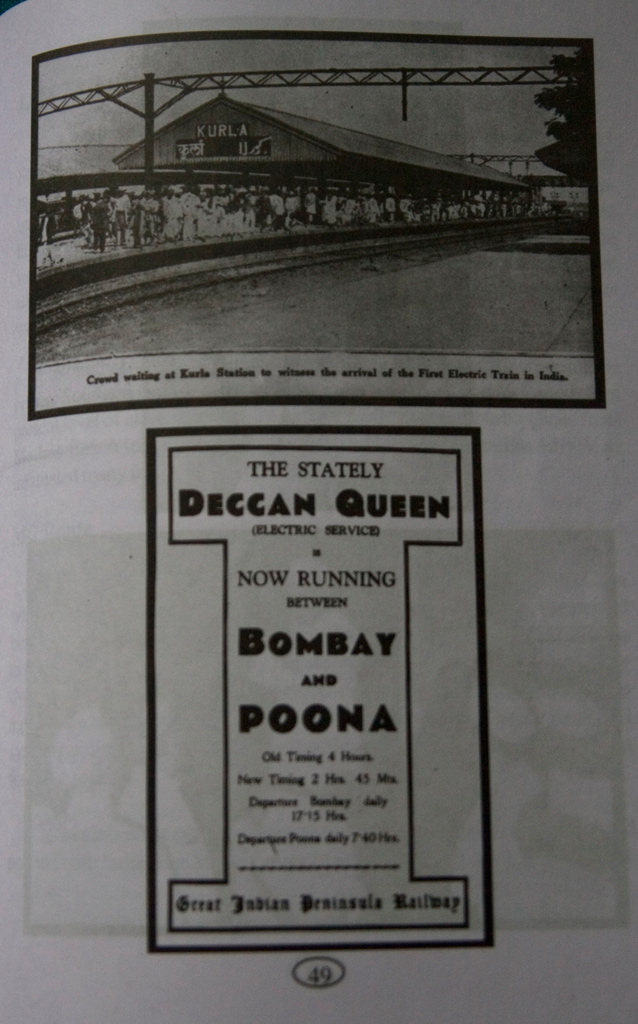 KURLA
कुर्ला
Crowd waiting at Kurla Station to witness the arrival of the First Electric Train in India.
THE STATELY
DECCAN QUEEN
(ELECTRIC SERVICE)
IS
NOW RUNNING
BETWEEN
BOMBAY
AND
POONA
Old Timing 4 Hours.
New Timing 2 Hrs. 45 Mts.
Departure Bombay daily
17·15 Hrs.
Departure Poona daily 7·40 Hrs.
Great Indian Peninsula Railway
49